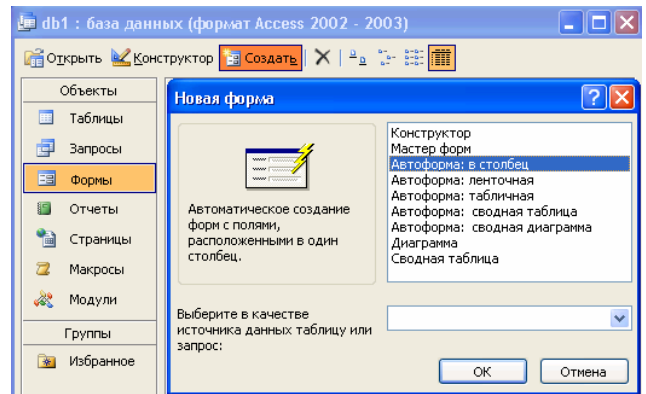 db1 : база данных (формат Access 2002 - 2003)
Открыть Конструктор Создать
Объекты
Таблицы
Запросы
Формы
Отчеты
Страницы
Макросы
Модули
Группы
Избранное
Новая форма
Автоматическое создание
форм с полями,
расположенными в один
столбец.
Конструктор
Мастер форм
Автоформа: в столбец
Автоформа: ленточная
Автоформа: табличная
Автоформа: сводная таблица
Автоформа: сводная диаграмма
Диаграмма
Сводная таблица
Выберите в качестве
источника данных таблицу или
запрос:
ОК Отмена